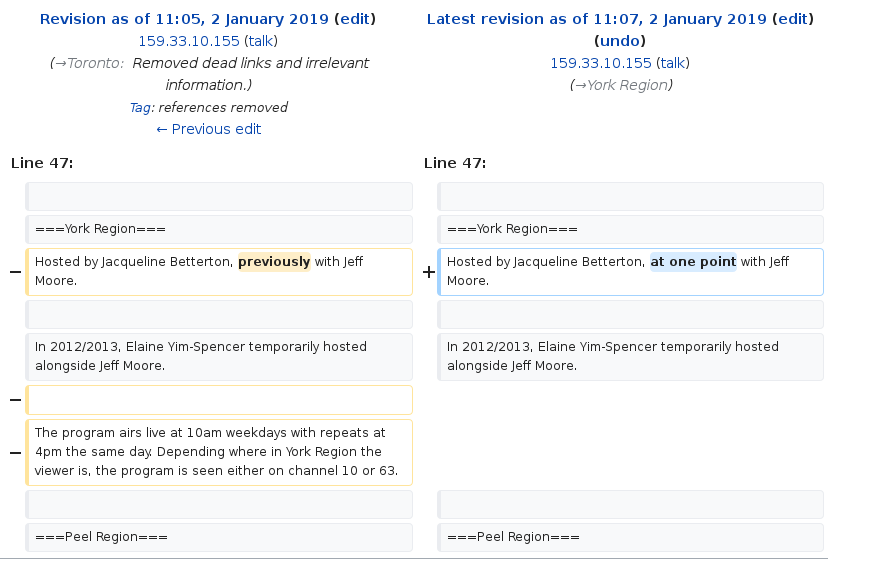 Revision as of 11:05, 2 January 2019 (edit)
159.33.10.155 (talk)
(→Toronto: Removed dead links and irrelevant
information.)
Tag: references removed
← Previous edit
Latest revision as of 11:07, 2 January 2019 (edit)
(undo)
159.33.10.155 (talk)
(→York Region)
Line 47:
Line 47:
===York Region===
===York Region===
− Hosted by Jacqueline Betterton, previously with Jeff
Moore.
+ Hosted by Jacqueline Betterton, at one point with Jeff
Moore.
In 2012/2013, Elaine Yim-Spencer temporarily hosted
alongside Jeff Moore.
In 2012/2013, Elaine Yim-Spencer temporarily hosted
alongside Jeff Moore.
−
− The program airs live at 10am weekdays with repeats at
4pm the same day. Depending where in York Region the
viewer is, the program is seen either on channel 10 or 63.
===Peel Region===
===Peel Region===